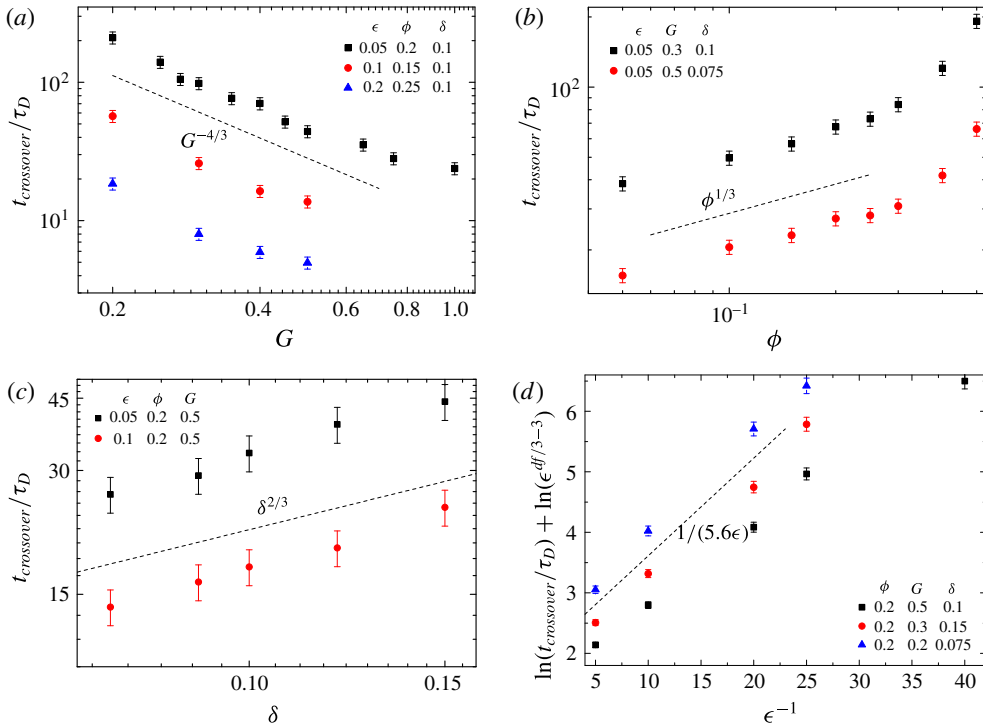 (a)
ϵ ϕ δ
0.05 0.2 0.1
0.1 0.15 0.1
0.2 0.25 0.1
10^2
10^1
t_crossover/τ_D
G^−4/3
0.2 0.4 0.6 0.8 1.0
G
(b)
ϵ G δ
0.05 0.3 0.1
0.05 0.5 0.075
10^2
t_crossover/τ_D
ϕ^1/3
10^−1
ϕ
(c)
ϵ ϕ G
0.05 0.2 0.5
0.1 0.2 0.5
45
30
15
t_crossover/τ_D
δ^2/3
0.10 0.15
δ
(d)
6
5
4
3
2
ln(t_crossover/τ_D) + ln(ϵ^df/3−3)
1/(5.6ϵ)
ϕ G δ
0.2 0.5 0.1
0.2 0.3 0.15
0.2 0.2 0.075
5 10 15 20 25 30 35 40
ϵ^−1